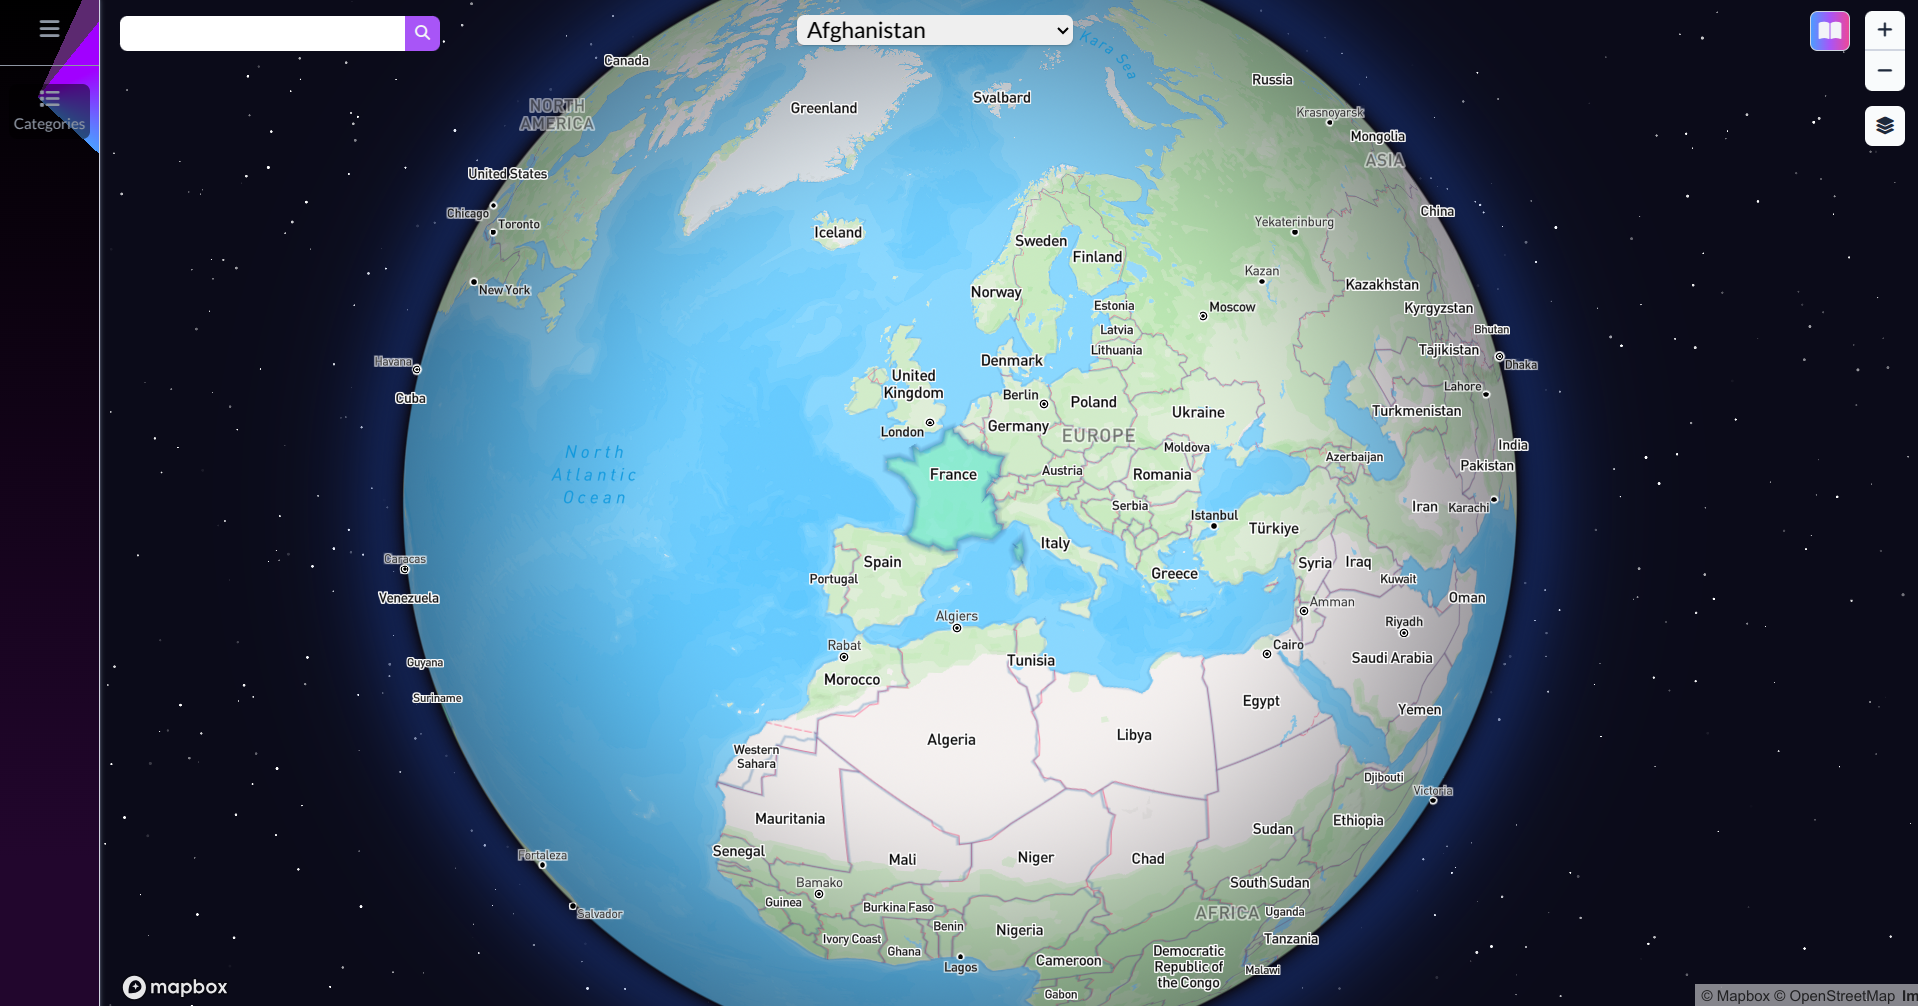 Afghanistan
Categories
Canada
Kara Sea
Russia
Greenland
Svalbard
NORTH
AMERICA
Krasnoyarsk
Mongolia
ASIA
United States
Chicago
Toronto
China
Yekaterinburg
Iceland
Sweden
Finland
Kazan
New York
Norway
Kazakhstan
Estonia
Moscow
Kyrgyzstan
Latvia
Bhutan
Lithuania
Tajikistan
Havana
Denmark
Dhaka
United
Kingdom
Berlin
Poland
Lahore
Cuba
Ukraine
Turkmenistan
London
Germany
EUROPE
Moldova
India
North
Atlantic
Ocean
France
Austria
Romania
Azerbaijan
Pakistan
Serbia
Istanbul
Iran
Karachi
Türkiye
Italy
Caracas
Spain
Portugal
Greece
Syria
Iraq
Kuwait
Venezuela
Oman
Algiers
Amman
Riyadh
Rabat
Cairo
Guyana
Tunisia
Saudi Arabia
Morocco
Suriname
Egypt
Yemen
Algeria
Libya
Western
Sahara
Djibouti
Victoria
Mauritania
Sudan
Ethiopia
Senegal
Mali
Niger
Chad
Fortaleza
Bamako
South Sudan
Guinea
Burkina Faso
Salvador
AFRICA
Uganda
Benin
Nigeria
Ivory Coast
Ghana
Tanzania
Lagos
Cameroon
Democratic
Republic of
the Congo
Malawi
Gabon
mapbox
© Mapbox © OpenStreetMap Im